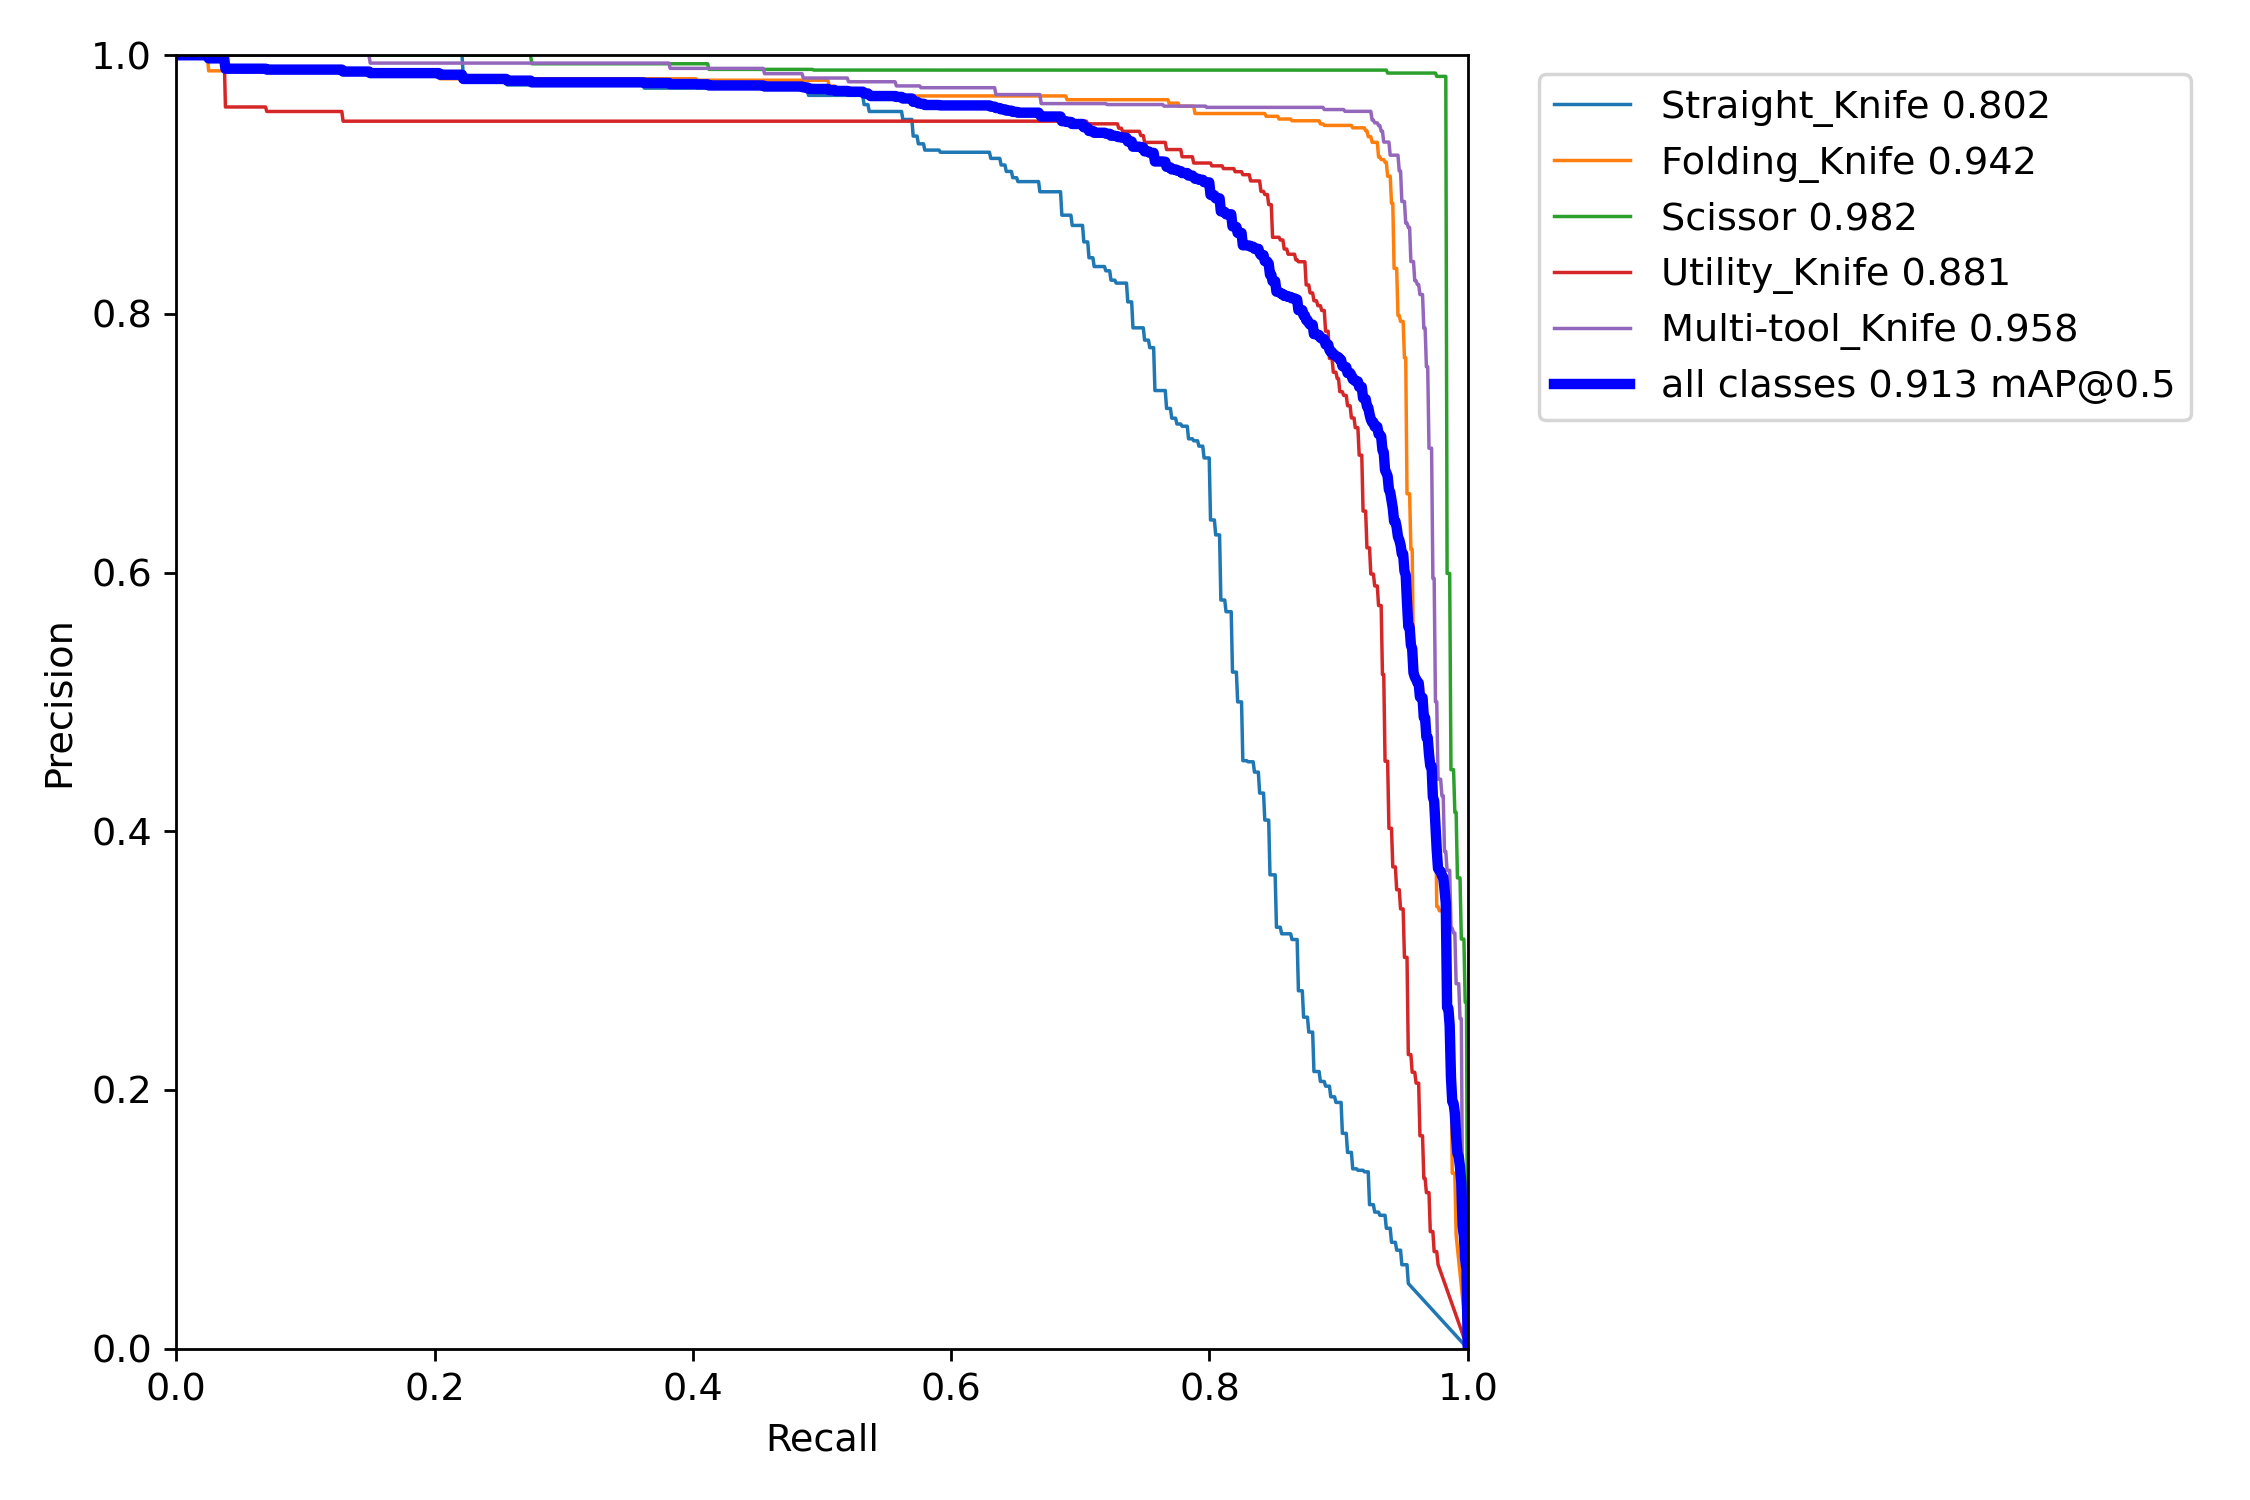 1.0
0.8
0.6
0.4
0.2
0.0
Precision
0.0 0.2 0.4 0.6 0.8 1.0
Recall
Straight_Knife 0.802
Folding_Knife 0.942
Scissor 0.982
Utility_Knife 0.881
Multi-tool_Knife 0.958
all classes 0.913 mAP@0.5